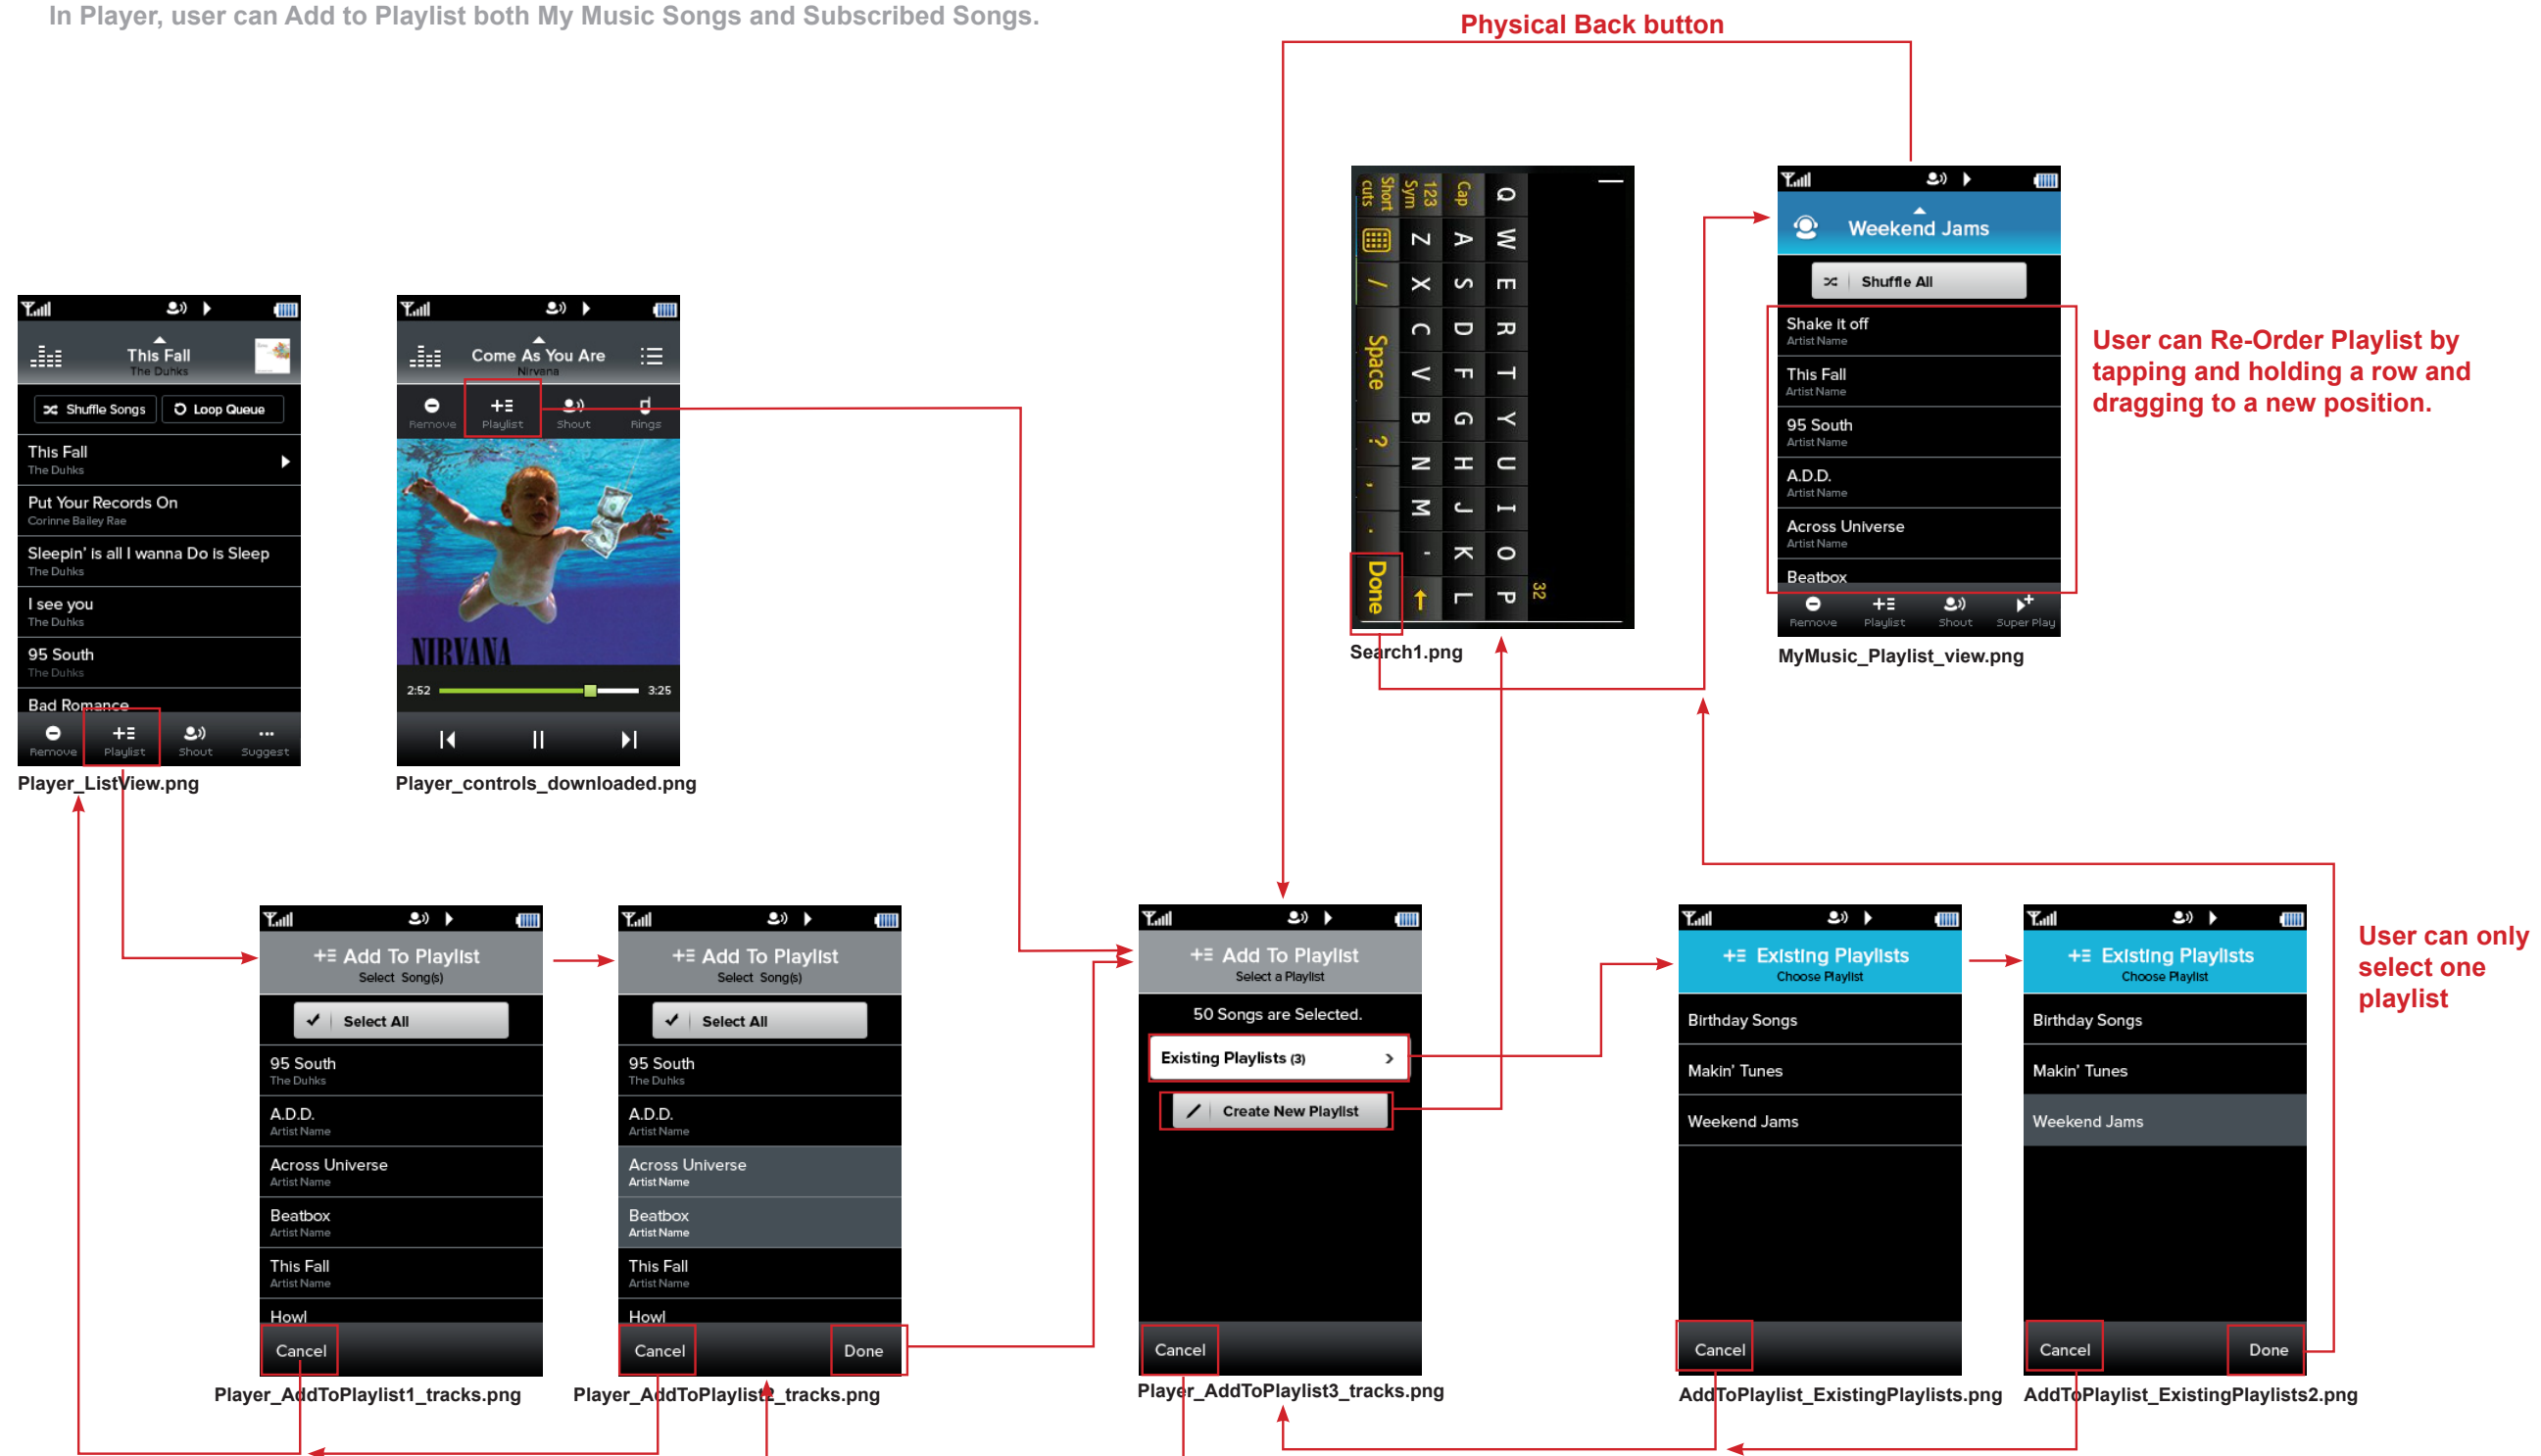 In Player, user can Add to Playlist both My Music Songs and Subscribed Songs.
Physical Back button
This Fall
The Duhks
Shuffle Songs
Loop Queue
This Fall
The Duhks
Put Your Records On
Corinne Bailey Rae
Sleepin' is all I wanna Do is Sleep
The Duhks
I see you
The Duhks
95 South
The Duhks
Bad Romance
Remove Playlist Shout Suggest
Player_ListView.png
Come As You Are
Nirvana
Remove Playlist Shout Rings
NIRVANA
2:52 3:25
Player_controls_downloaded.png
32
Q W E R T Y U I O P
Cap A S D F G H J K L
123
Sym Z X C V B N M -
Short
cuts / Space ? , . Done
Search1.png
Weekend Jams
Shuffle All
Shake it off
Artist Name
This Fall
Artist Name
95 South
Artist Name
A.D.D.
Artist Name
Across Universe
Artist Name
Beatbox
Remove Playlist Shout Super Play
MyMusic_Playlist_view.png
User can Re-Order Playlist by
tapping and holding a row and
dragging to a new position.
Add To Playlist
Select Song(s)
Select All
95 South
The Duhks
A.D.D.
Artist Name
Across Universe
Artist Name
Beatbox
Artist Name
This Fall
Artist Name
Howl
Cancel
Player_AddToPlaylist1_tracks.png
Add To Playlist
Select Song(s)
Select All
95 South
The Duhks
A.D.D.
Artist Name
Across Universe
Artist Name
Beatbox
Artist Name
This Fall
Artist Name
Howl
Cancel Done
Player_AddToPlaylist2_tracks.png
Add To Playlist
Select a Playlist
50 Songs are Selected.
Existing Playlists (3)
Create New Playlist
Cancel
Player_AddToPlaylist3_tracks.png
Existing Playlists
Choose Playlist
Birthday Songs
Makin' Tunes
Weekend Jams
Cancel
AddToPlaylist_ExistingPlaylists.png
Existing Playlists
Choose Playlist
Birthday Songs
Makin' Tunes
Weekend Jams
Cancel Done
AddToPlaylist_ExistingPlaylists2.png
User can only
select one
playlist